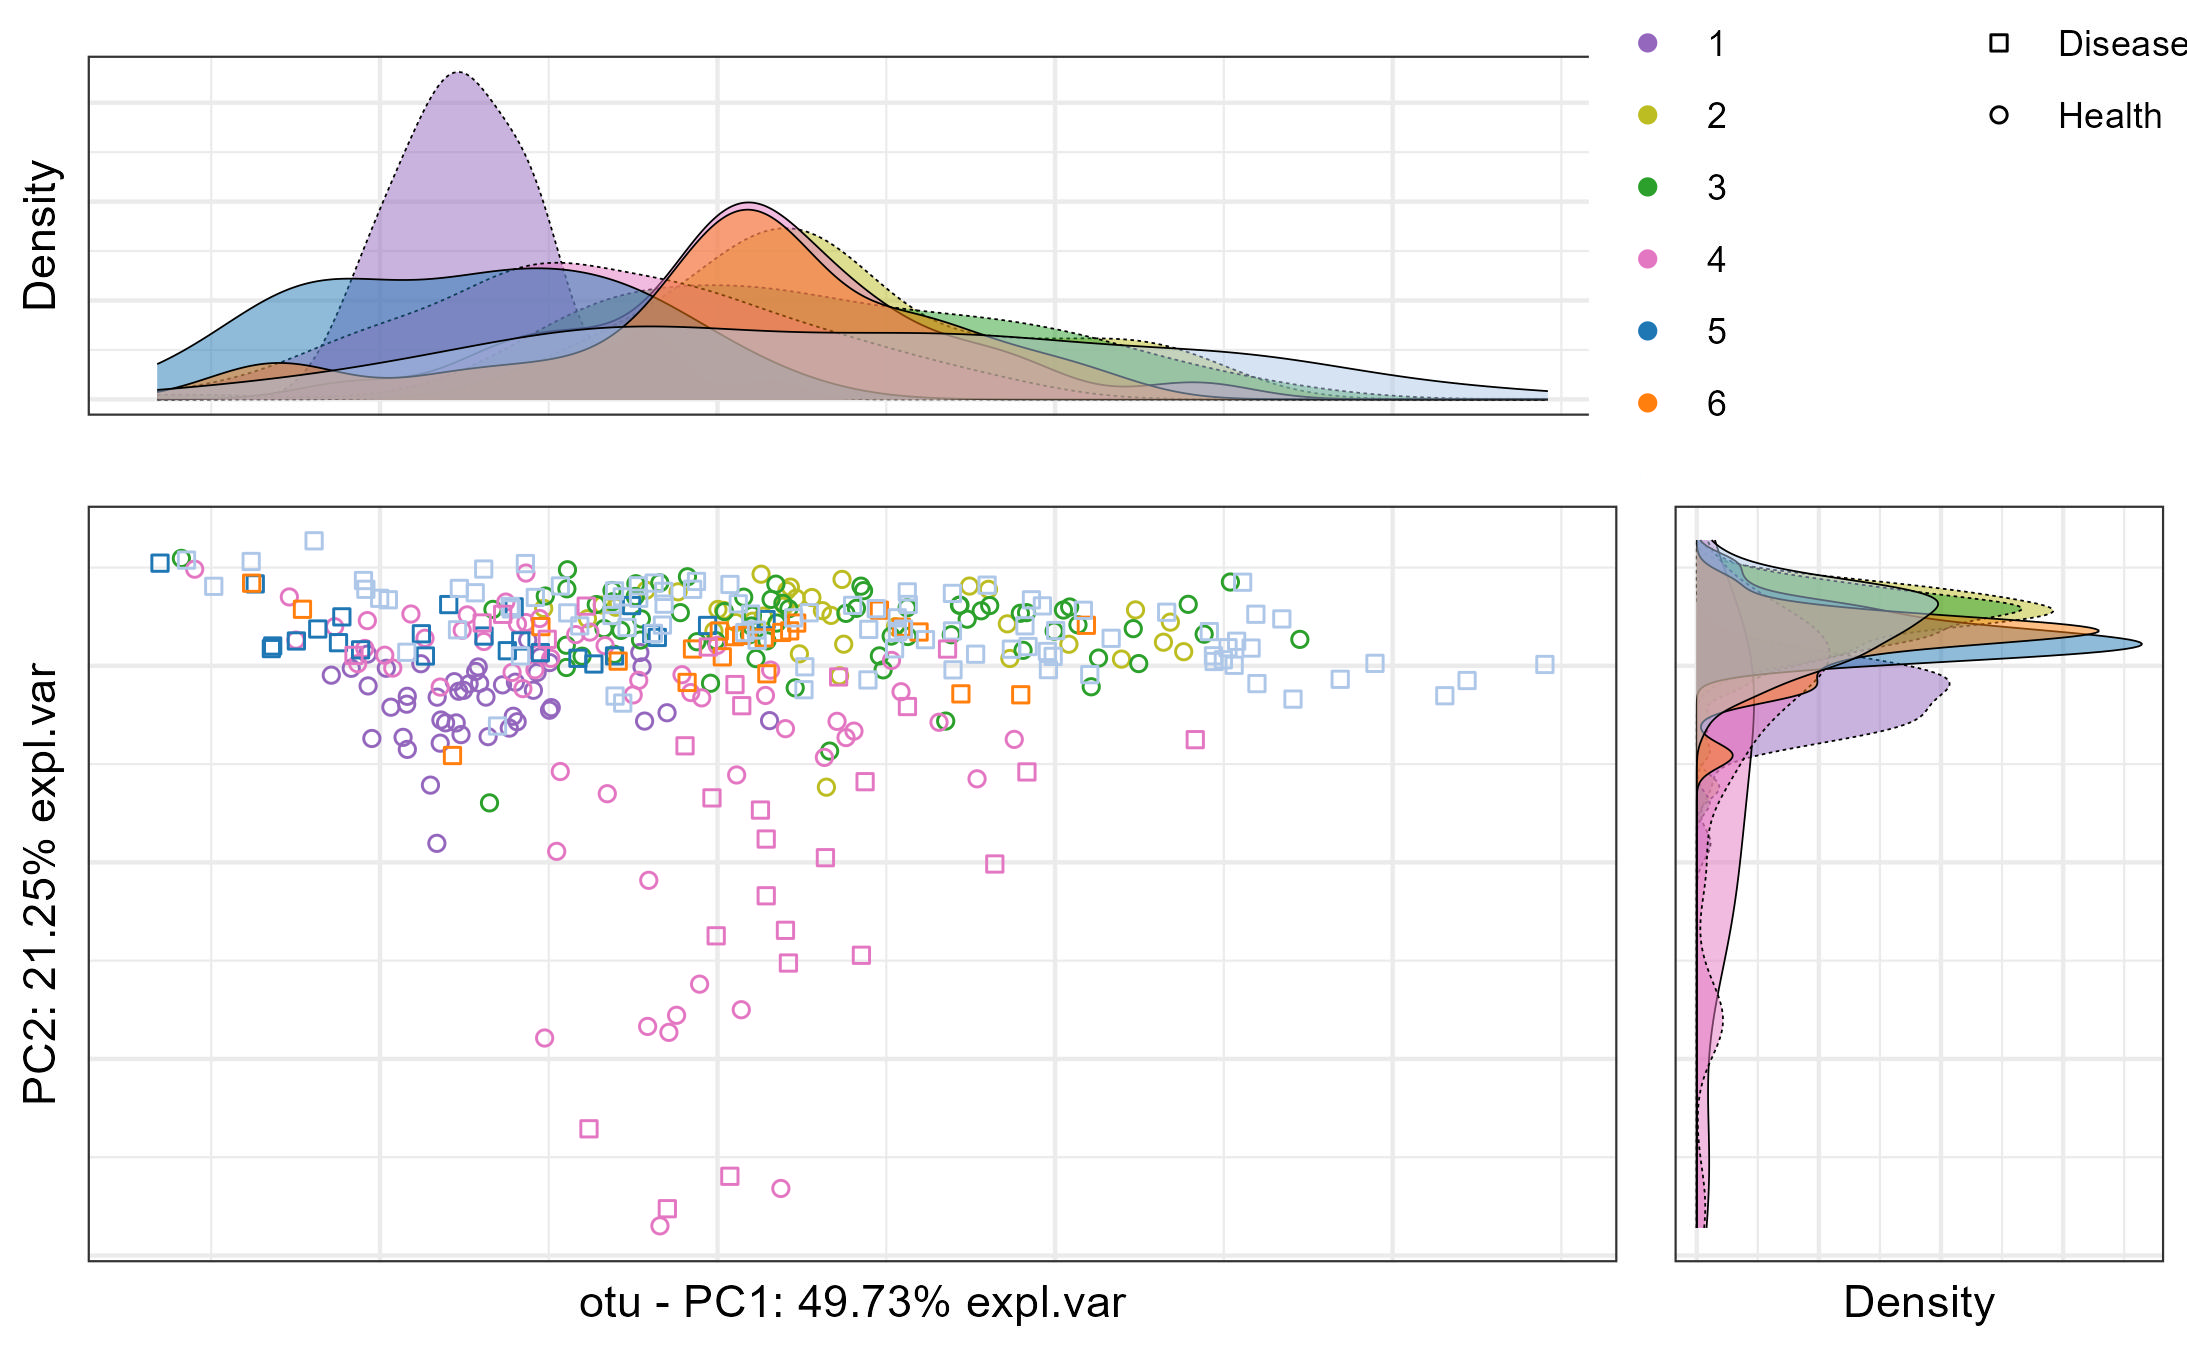 Density
1
2
3
4
5
6
Disease
Health
PC2: 21.25% expl.var
otu - PC1: 49.73% expl.var
Density